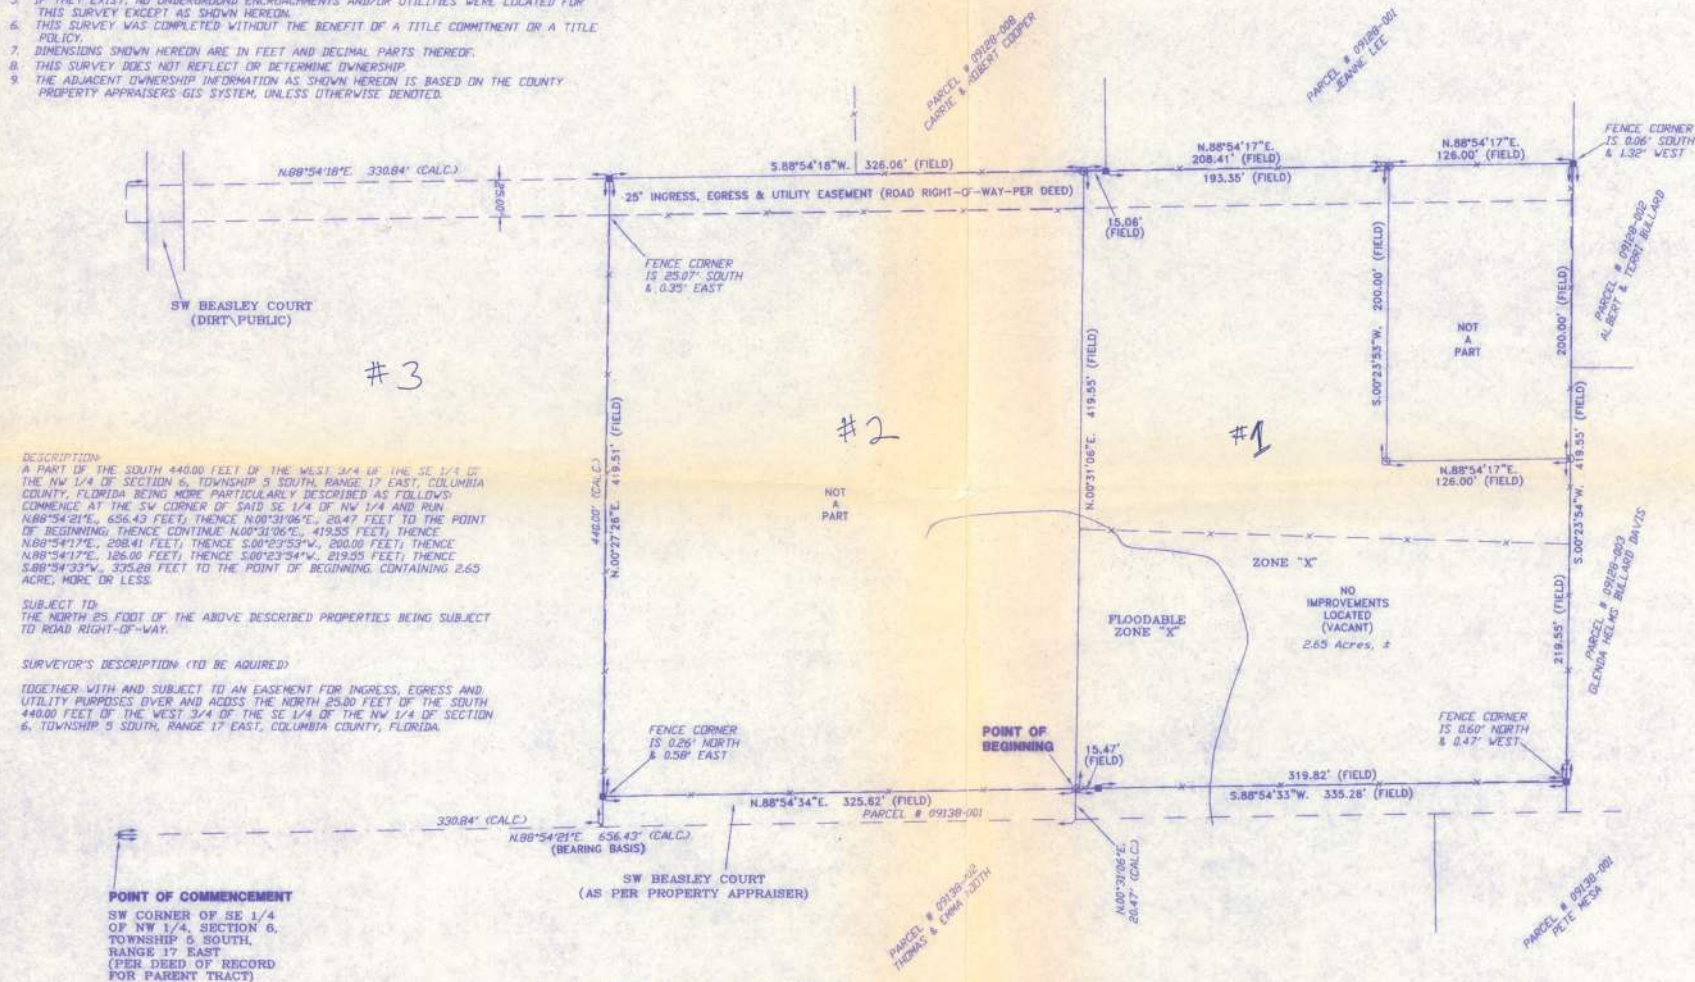 5. IF THEY EXIST, NO UNDERGROUND ENCROACHMENTS AND/OR UTILITIES WERE LOCATED FOR
THIS SURVEY EXCEPT AS SHOWN HEREON.
6. THIS SURVEY WAS COMPLETED WITHOUT THE BENEFIT OF A TITLE COMMITMENT OR A TITLE
POLICY.
7. DIMENSIONS SHOWN HEREON ARE IN FEET AND DECIMAL PARTS THEREOF.
8. THIS SURVEY DOES NOT REFLECT OR DETERMINE OWNERSHIP.
9. THE ADJACENT OWNERSHIP INFORMATION AS SHOWN HEREON IS BASED ON THE COUNTY
PROPERTY APPRAISERS GIS SYSTEM, UNLESS OTHERWISE DENOTED.
PARCEL # 09128-008
CARRIE & ROBERT COOPER
PARCEL # 09128-001
JEANNE LEE
FENCE CORNER
IS 0.06' SOUTH
& 1.32' WEST
N.88°54'18"E. 330.84' (CALC.)
25.00'
S.88°54'18"W. 326.06' (FIELD)
N.88°54'17"E.
208.41' (FIELD)
193.35' (FIELD)
N.88°54'17"E.
126.00' (FIELD)
25' INGRESS, EGRESS & UTILITY EASEMENT (ROAD RIGHT-OF-WAY-PER DEED)
15.06'
(FIELD)
PARCEL # 09128-002
ALBERT & TERRI BULLARD
FENCE CORNER
IS 25.07' SOUTH
& 0.35' EAST
SW BEASLEY COURT
(DIRT\PUBLIC)
S.00°23'53"W. 200.00' (FIELD)
200.00' (FIELD)
NOT
A
PART
# 3
# 2
#1
440.00' (CALC.)
N.00°27'26"E. 419.51' (FIELD)
N.00°31'06"E. 419.55' (FIELD)
N.88°54'17"E.
126.00' (FIELD)
S.00°23'54"W. 419.55' (FIELD)
DESCRIPTION:
A PART OF THE SOUTH 440.00 FEET OF THE WEST 3/4 OF THE SE 1/4 OF
THE NW 1/4 OF SECTION 6, TOWNSHIP 5 SOUTH, RANGE 17 EAST, COLUMBIA
COUNTY, FLORIDA BEING MORE PARTICULARLY DESCRIBED AS FOLLOWS:
COMMENCE AT THE SW CORNER OF SAID SE 1/4 OF NW 1/4 AND RUN
N.88°54'21"E., 656.43 FEET; THENCE N.00°31'06"E., 20.47 FEET TO THE POINT
OF BEGINNING; THENCE CONTINUE N.00°31'06"E., 419.55 FEET; THENCE
N.88°54'17"E., 208.41 FEET; THENCE S.00°23'53"W., 200.00 FEET; THENCE
N.88°54'17"E., 126.00 FEET; THENCE S.00°23'54"W., 219.55 FEET; THENCE
S.88°54'33"W., 335.28 FEET TO THE POINT OF BEGINNING. CONTAINING 2.65
ACRE, MORE OR LESS.
SUBJECT TO:
THE NORTH 25 FOOT OF THE ABOVE DESCRIBED PROPERTIES BEING SUBJECT
TO ROAD RIGHT-OF-WAY.
SURVEYOR'S DESCRIPTION: (TO BE AQUIRED)
TOGETHER WITH AND SUBJECT TO AN EASEMENT FOR INGRESS, EGRESS AND
UTILITY PURPOSES OVER AND ACOSS THE NORTH 25.00 FEET OF THE SOUTH
440.00 FEET OF THE WEST 3/4 OF THE SE 1/4 OF THE NW 1/4 OF SECTION
6, TOWNSHIP 5 SOUTH, RANGE 17 EAST, COLUMBIA COUNTY, FLORIDA.
NOT
A
PART
ZONE "X"
FLOODABLE
ZONE "X"
NO
IMPROVEMENTS
LOCATED
(VACANT)
2.65 Acres, ±
219.55' (FIELD)
PARCEL # 09128-003
GLENDA HELMS BULLARD DAVIS
FENCE CORNER
IS 0.26' NORTH
& 0.58' EAST
POINT OF
BEGINNING
15.47'
(FIELD)
FENCE CORNER
IS 0.60' NORTH
& 0.47' WEST
319.82' (FIELD)
S.88°54'33"W. 335.28' (FIELD)
N.88°54'34"E. 325.62' (FIELD)
PARCEL # 09138-001
330.84' (CALC.)
N.88°54'21"E. 656.43' (CALC.)
(BEARING BASIS)
N.00°31'06"E.
20.47' (CALC.)
SW BEASLEY COURT
(AS PER PROPERTY APPRAISER)
POINT OF COMMENCEMENT
SW CORNER OF SE 1/4
OF NW 1/4, SECTION 6,
TOWNSHIP 5 SOUTH,
RANGE 17 EAST
(PER DEED OF RECORD
FOR PARENT TRACT)
PARCEL # 09138-002
THOMAS & EMMA
PARCEL # 09138-001
PETE MESA